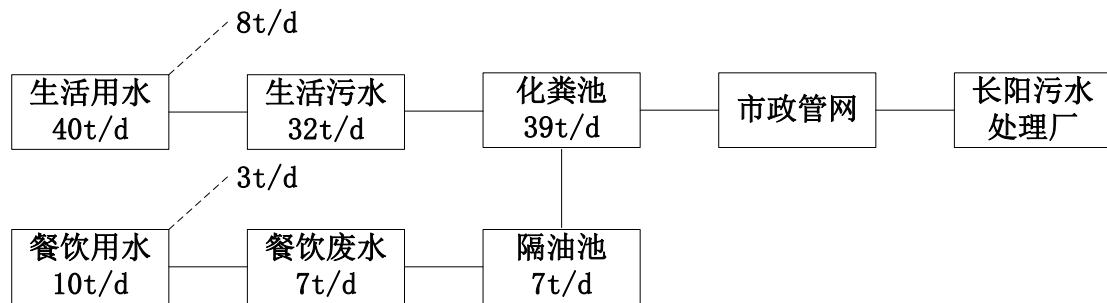 8t/d
生活用水
40t/d
生活污水
32t/d
化粪池
39t/d
市政管网
长阳污水
处理厂
3t/d
餐饮用水
10t/d
餐饮废水
7t/d
隔油池
7t/d